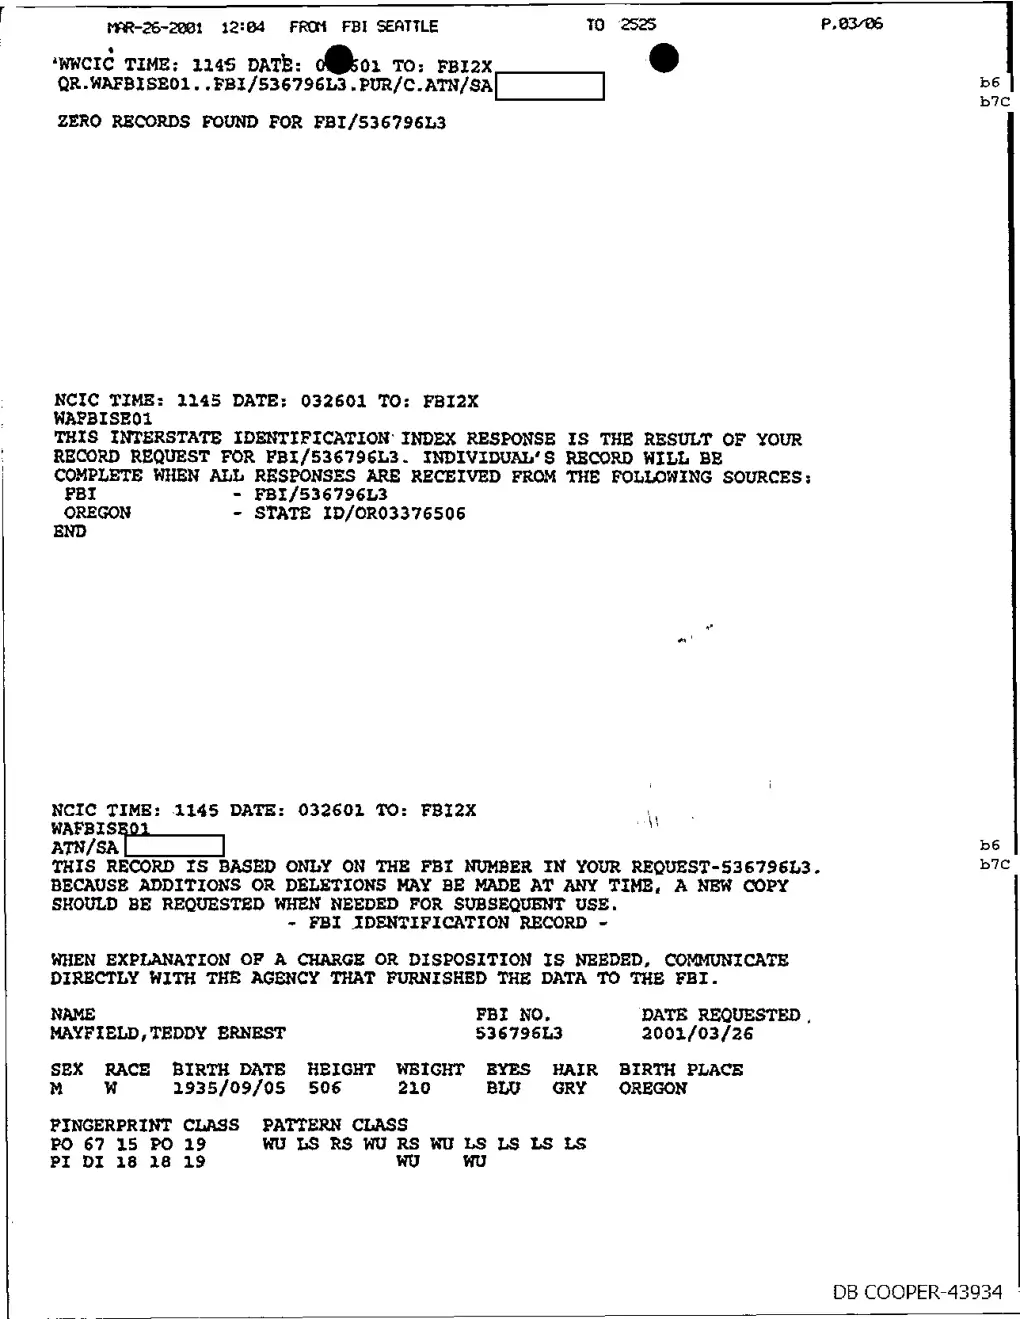 MAR-26-2001 12:04 FROM FBI SEATTLE TO 2525 P.03/06
WWCIC TIME: 1145 DATE: 0 601 TO: FBI2X
QR.WAFBISE01..FBI/536796L3.PUR/C.ATN/SA
b6
b7C
ZERO RECORDS FOUND FOR FBI/536796L3
NCIC TIME: 1145 DATE: 032601 TO: FBI2X
WAFBISE01
THIS INTERSTATE IDENTIFICATION INDEX RESPONSE IS THE RESULT OF YOUR
RECORD REQUEST FOR FBI/536796L3. INDIVIDUAL'S RECORD WILL BE
COMPLETE WHEN ALL RESPONSES ARE RECEIVED FROM THE FOLLOWING SOURCES:
FBI - FBI/536796L3
OREGON - STATE ID/OR03376506
END
NCIC TIME: 1145 DATE: 032601 TO: FBI2X
WAFBISE01
ATN/SA
b6
b7C
THIS RECORD IS BASED ONLY ON THE FBI NUMBER IN YOUR REQUEST-536796L3.
BECAUSE ADDITIONS OR DELETIONS MAY BE MADE AT ANY TIME, A NEW COPY
SHOULD BE REQUESTED WHEN NEEDED FOR SUBSEQUENT USE.
- FBI IDENTIFICATION RECORD -
WHEN EXPLANATION OF A CHARGE OR DISPOSITION IS NEEDED, COMMUNICATE
DIRECTLY WITH THE AGENCY THAT FURNISHED THE DATA TO THE FBI.
NAME FBI NO. DATE REQUESTED
MAYFIELD,TEDDY ERNEST 536796L3 2001/03/26
SEX RACE BIRTH DATE HEIGHT WEIGHT EYES HAIR BIRTH PLACE
M W 1935/09/05 506 210 BLU GRY OREGON
FINGERPRINT CLASS PATTERN CLASS
PO 67 15 PO 19 WU LS RS WU RS WU LS LS LS LS
PI DI 18 18 19 WU WU
DB COOPER-43934